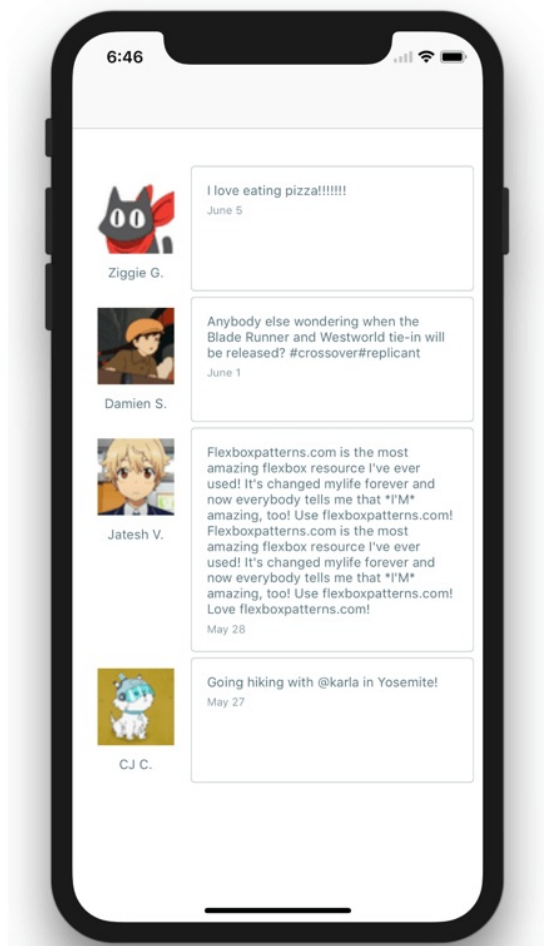 6:46
I love eating pizza!!!!!!!
June 5
Ziggie G.
Anybody else wondering when the
Blade Runner and Westworld tie-in will
be released? #crossover#replicant
June 1
Damien S.
Flexboxpatterns.com is the most
amazing flexbox resource I've ever
used! It's changed mylife forever and
now everybody tells me that *I'M*
amazing, too! Use flexboxpatterns.com!
Flexboxpatterns.com is the most
amazing flexbox resource I've ever
used! It's changed mylife forever and
now everybody tells me that *I'M*
amazing, too! Use flexboxpatterns.com!
Love flexboxpatterns.com!
May 28
Jatesh V.
Going hiking with @karla in Yosemite!
May 27
CJ C.